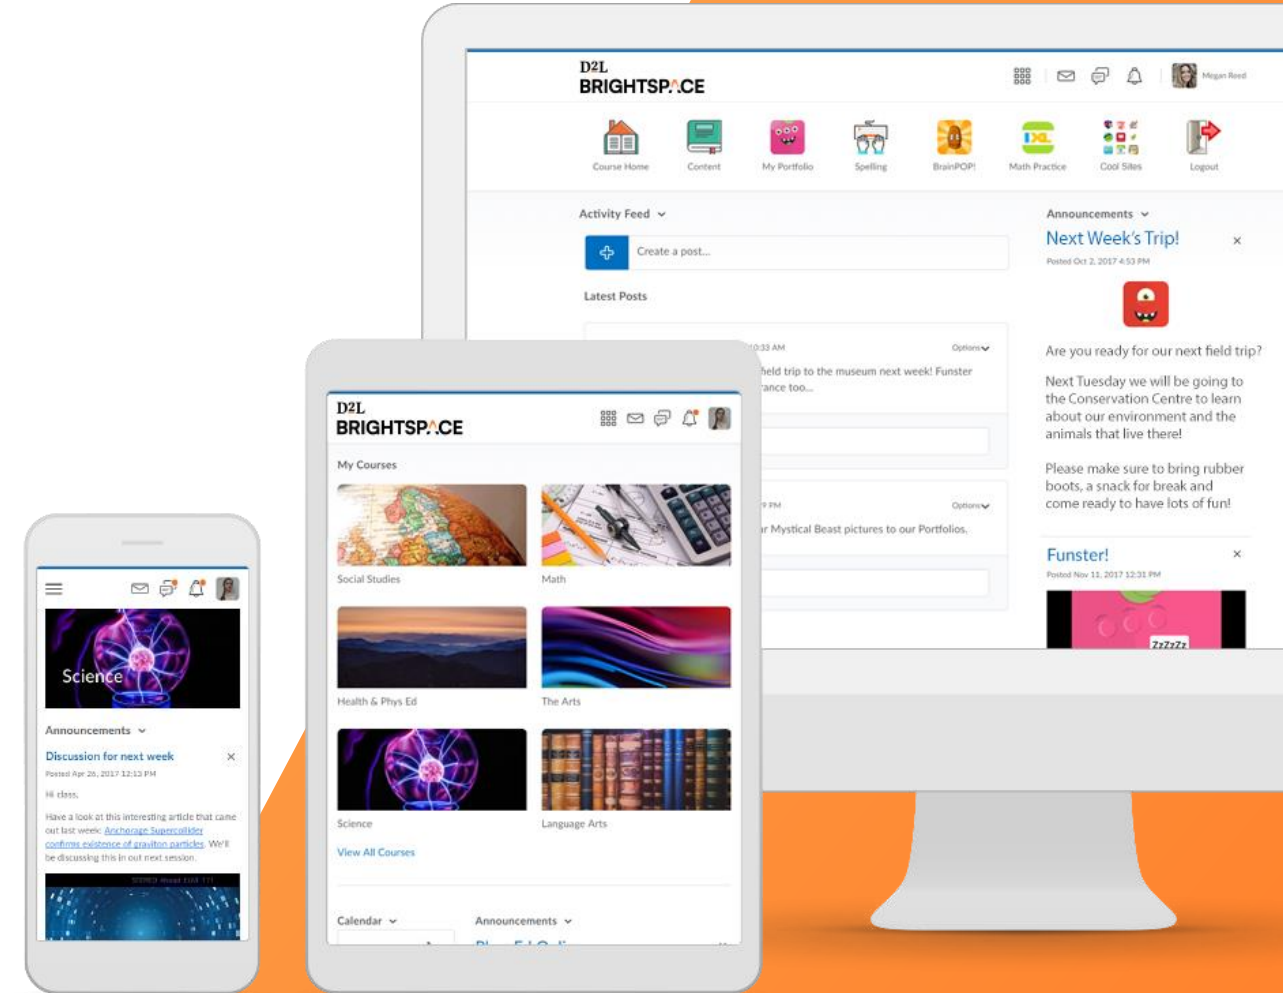 D2L
BRIGHTSPACE
Megan Reed
Course Home
Content
My Portfolio
Spelling
BrainPOP!
IXL
Math Practice
Cool Sites
Logout
Activity Feed
Create a post...
Latest Posts
10:33 AM
Options
field trip to the museum next week! Funster
rance too...
9 PM
Options
r Mystical Beast pictures to our Portfolios.
Announcements
Next Week's Trip!
Posted Oct 2, 2017 4:53 PM
Are you ready for our next field trip?
Next Tuesday we will be going to
the Conservation Centre to learn
about our environment and the
animals that live there!
Please make sure to bring rubber
boots, a snack for break and
come ready to have lots of fun!
Funster!
Posted Nov 11, 2017 12:31 PM
ZzZzZz
D2L
BRIGHTSPACE
My Courses
Social Studies
Math
Health & Phys Ed
The Arts
Science
Language Arts
View All Courses
Calendar
Announcements
Science
Announcements
Discussion for next week
Posted Apr 26, 2017 12:13 PM
Hi class,
Have a look at this interesting article that came
out last week: Anchorage Supercollider
confirms existence of graviton particles. We'll
be discussing this in out next session.